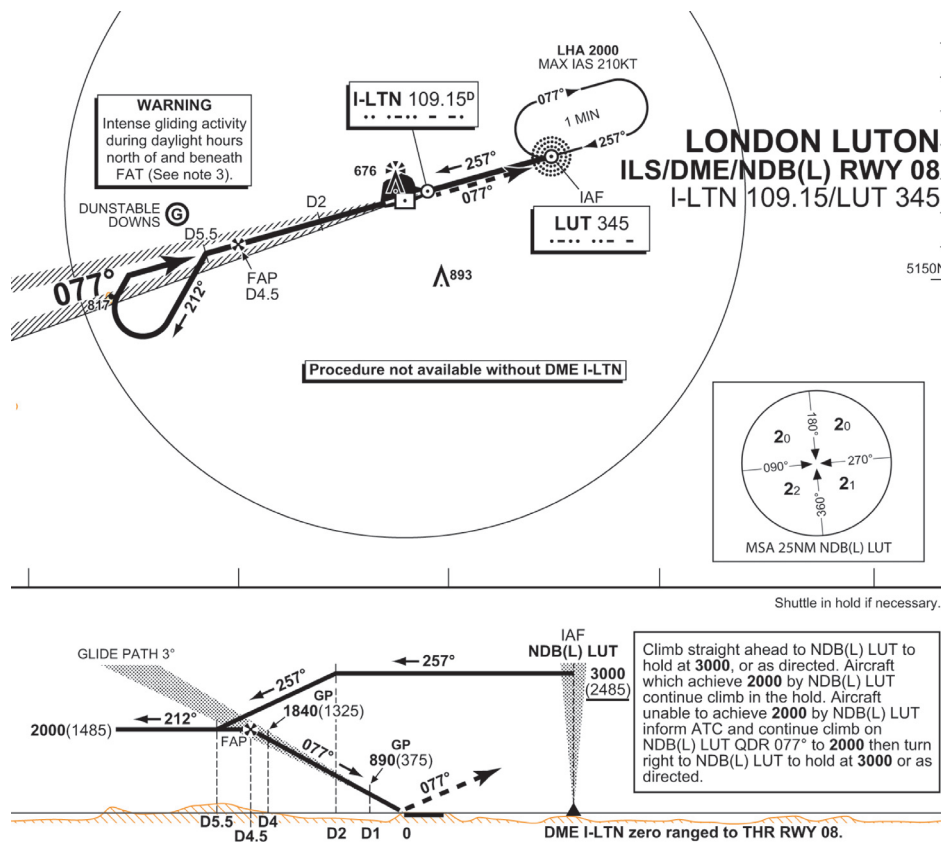 LHA 2000
MAX IAS 210KT
077°
1 MIN
257°
WARNING
Intense gliding activity
during daylight hours
north of and beneath
FAT (See note 3).
I-LTN 109.15D
LONDON LUTON
ILS/DME/NDB(L) RWY 08
I-LTN 109.15/LUT 345
676
257°
077°
IAF
LUT 345
DUNSTABLE
DOWNS
G
D2
D5.5
FAP
D4.5
077°
817
212°
893
5150N
Procedure not available without DME I-LTN
180°
20
20
090°
270°
22
21
360°
MSA 25NM NDB(L) LUT
Shuttle in hold if necessary.
GLIDE PATH 3°
IAF
NDB(L) LUT
257°
3000
(2485)
257°
GP
1840(1325)
212°
2000(1485)
FAP
077°
GP
890(375)
077°
D5.5
D4.5
D4
D2
D1
0
DME I-LTN zero ranged to THR RWY 08.
Climb straight ahead to NDB(L) LUT to
hold at 3000, or as directed. Aircraft
which achieve 2000 by NDB(L) LUT
continue climb in the hold. Aircraft
unable to achieve 2000 by NDB(L) LUT
inform ATC and continue climb on
NDB(L) LUT QDR 077° to 2000 then turn
right to NDB(L) LUT to hold at 3000 or as
directed.